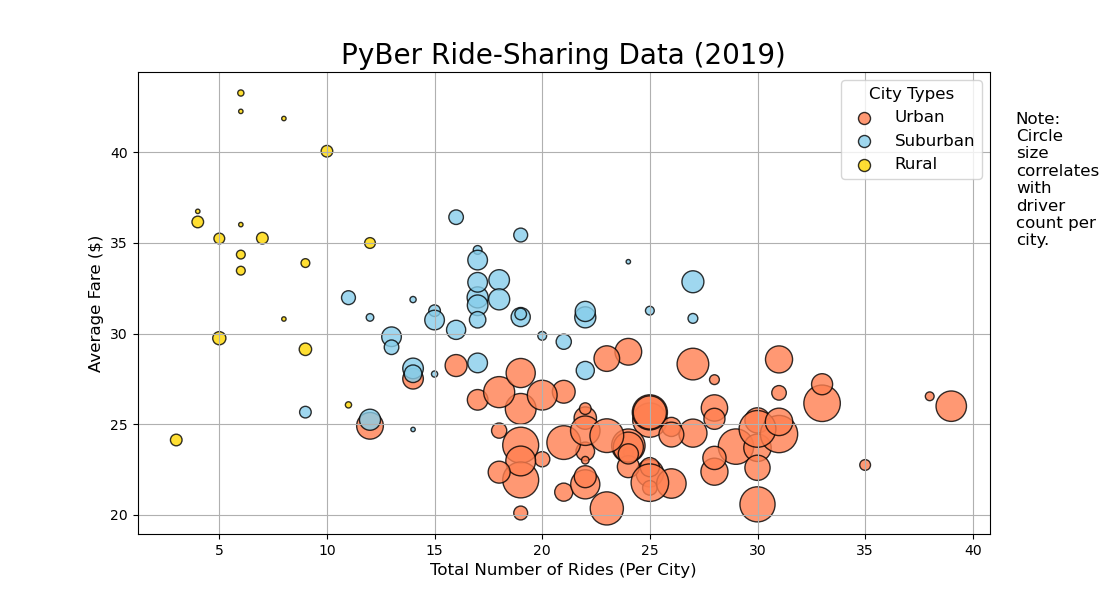 PyBer Ride-Sharing Data (2019)
City Types
Urban
Suburban
Rural
Note:
Circle
size
correlates
with
driver
count per
city.
Average Fare ($)
40
35
30
25
20
5 10 15 20 25 30 35 40
Total Number of Rides (Per City)